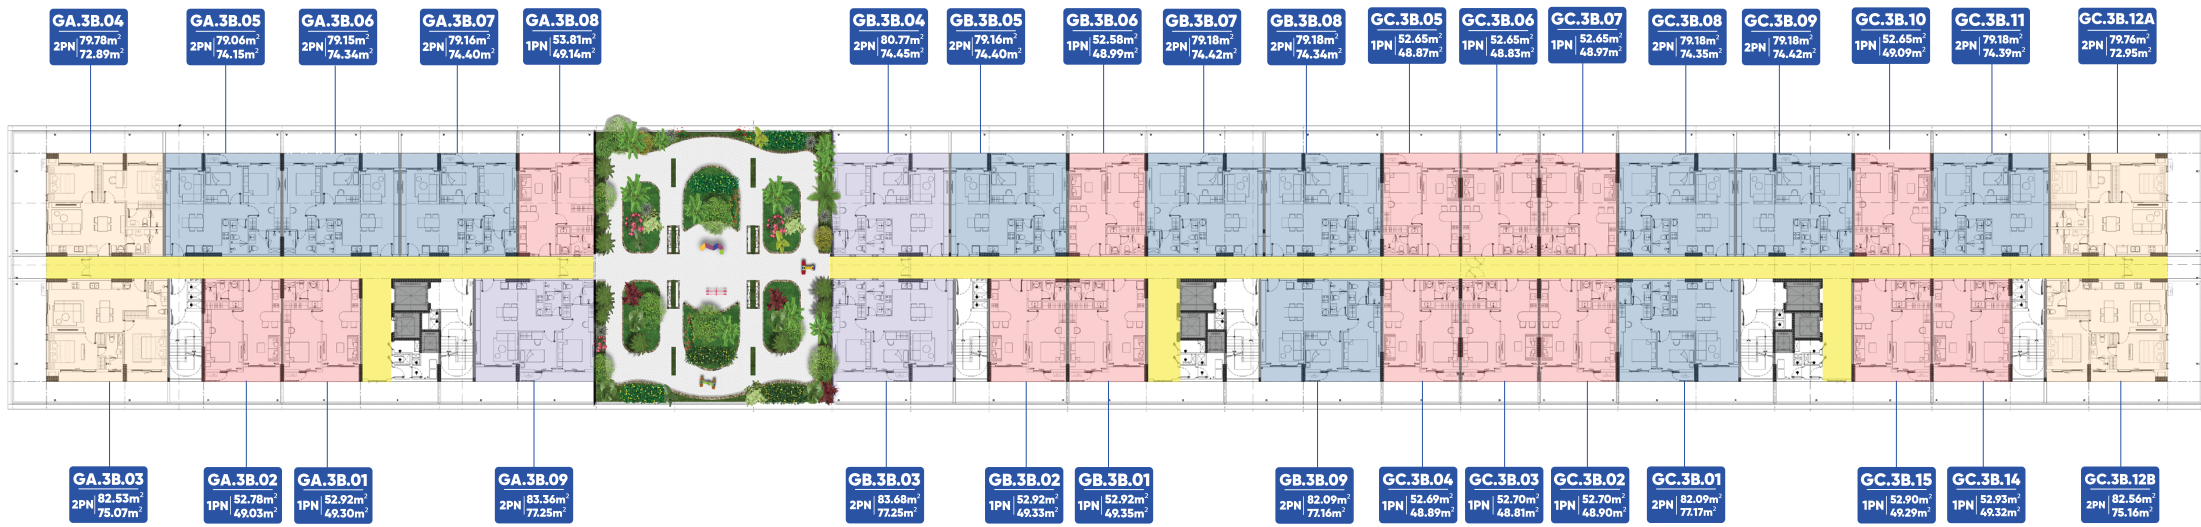 GA.3B.04
2PN 79.78m²
72.89m²
GA.3B.05
2PN 79.06m²
74.15m²
GA.3B.06
2PN 79.15m²
74.34m²
GA.3B.07
2PN 79.16m²
74.40m²
GA.3B.08
1PN 53.81m²
49.14m²
GB.3B.04
2PN 80.77m²
74.45m²
GB.3B.05
2PN 79.16m²
74.40m²
GB.3B.06
1PN 52.58m²
48.99m²
GB.3B.07
2PN 79.18m²
74.42m²
GB.3B.08
2PN 79.18m²
74.34m²
GC.3B.05
1PN 52.65m²
48.87m²
GC.3B.06
1PN 52.65m²
48.83m²
GC.3B.07
1PN 52.65m²
48.97m²
GC.3B.08
2PN 79.18m²
74.35m²
GC.3B.09
2PN 79.18m²
74.42m²
GC.3B.10
1PN 52.65m²
49.09m²
GC.3B.11
2PN 79.18m²
74.39m²
GC.3B.12A
2PN 79.76m²
72.95m²
GA.3B.03
2PN 82.53m²
75.07m²
GA.3B.02
1PN 52.78m²
49.03m²
GA.3B.01
1PN 52.92m²
49.30m²
GA.3B.09
2PN 83.36m²
77.25m²
GB.3B.03
2PN 83.68m²
77.25m²
GB.3B.02
1PN 52.92m²
49.33m²
GB.3B.01
1PN 52.92m²
49.35m²
GB.3B.09
2PN 82.09m²
77.16m²
GC.3B.04
1PN 52.69m²
48.89m²
GC.3B.03
1PN 52.70m²
48.81m²
GC.3B.02
1PN 52.70m²
48.90m²
GC.3B.01
2PN 82.09m²
77.17m²
GC.3B.15
1PN 52.90m²
49.29m²
GC.3B.14
1PN 52.93m²
49.32m²
GC.3B.12B
2PN 82.56m²
75.16m²